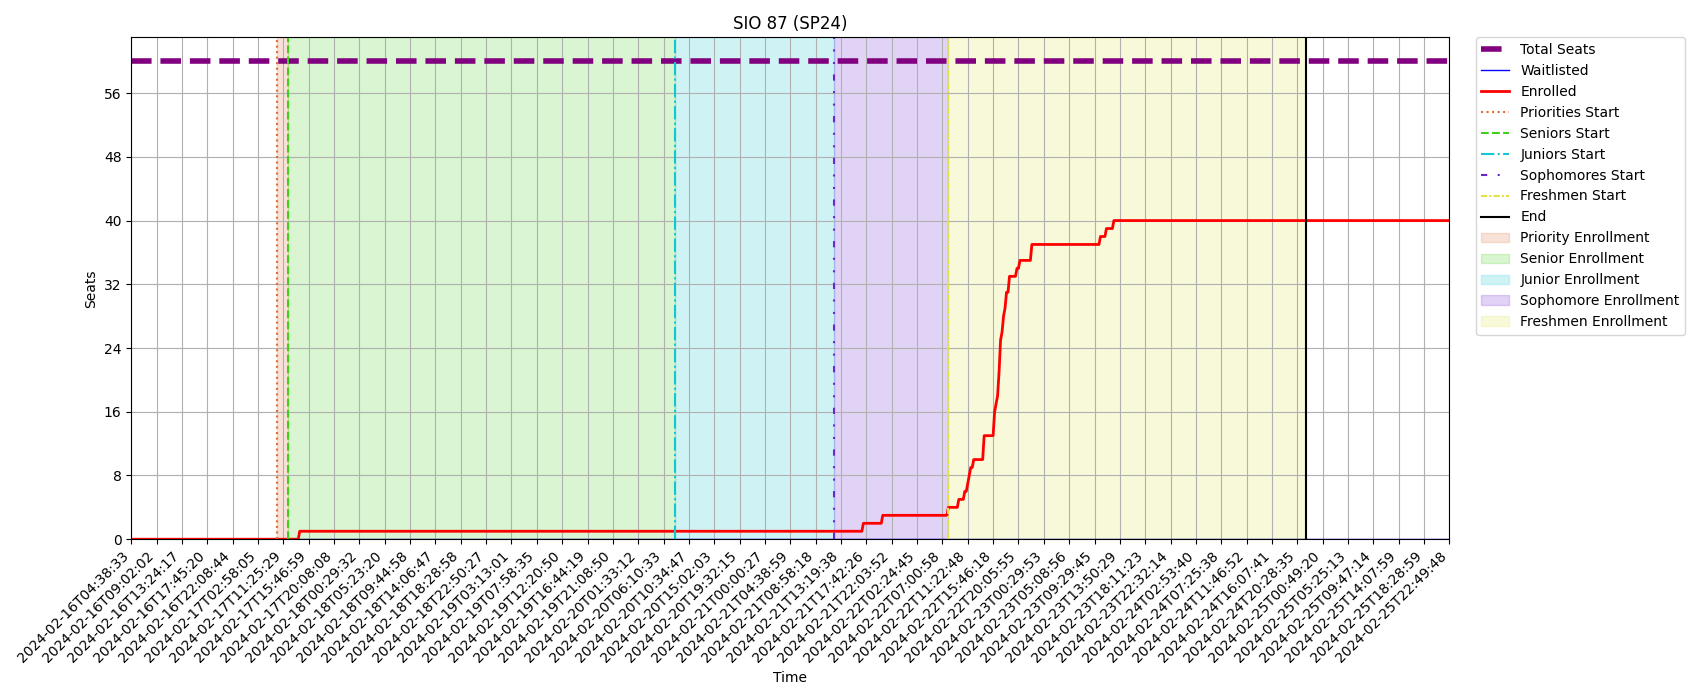 SIO 87 (SP24)
Seats
56
48
40
32
24
16
8
0
2024-02-16T04:38:33
2024-02-16T09:02:02
2024-02-16T13:24:17
2024-02-16T17:45:20
2024-02-16T22:08:44
2024-02-17T02:58:05
2024-02-17T11:25:29
2024-02-17T15:46:59
2024-02-17T20:08:08
2024-02-18T00:29:32
2024-02-18T05:23:20
2024-02-18T09:44:58
2024-02-18T14:06:47
2024-02-18T18:28:58
2024-02-18T22:50:27
2024-02-19T03:13:01
2024-02-19T07:58:35
2024-02-19T12:20:50
2024-02-19T16:44:19
2024-02-19T21:08:50
2024-02-20T01:33:12
2024-02-20T06:10:33
2024-02-20T10:34:47
2024-02-20T15:02:03
2024-02-20T19:32:15
2024-02-21T00:00:27
2024-02-21T04:38:59
2024-02-21T08:58:18
2024-02-21T13:19:38
2024-02-21T17:42:26
2024-02-21T22:03:52
2024-02-22T02:24:45
2024-02-22T07:00:58
2024-02-22T11:22:48
2024-02-22T15:46:18
2024-02-22T20:05:55
2024-02-23T00:29:53
2024-02-23T05:08:56
2024-02-23T09:29:45
2024-02-23T13:50:29
2024-02-23T18:11:23
2024-02-23T22:32:14
2024-02-24T02:53:40
2024-02-24T07:25:38
2024-02-24T11:46:52
2024-02-24T16:07:41
2024-02-24T20:28:35
2024-02-25T00:49:20
2024-02-25T05:25:13
2024-02-25T09:47:14
2024-02-25T14:07:59
2024-02-25T18:28:59
2024-02-25T22:49:48
Time
Total Seats
Waitlisted
Enrolled
Priorities Start
Seniors Start
Juniors Start
Sophomores Start
Freshmen Start
End
Priority Enrollment
Senior Enrollment
Junior Enrollment
Sophomore Enrollment
Freshmen Enrollment